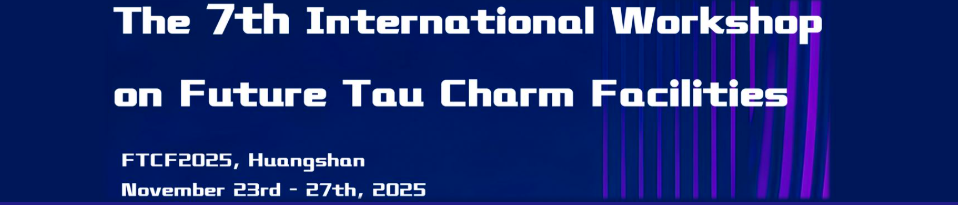 The 7th International Workshop
on Future Tau Charm Facilities
FTCF2025, Huangshan
November 23rd - 27th, 2025